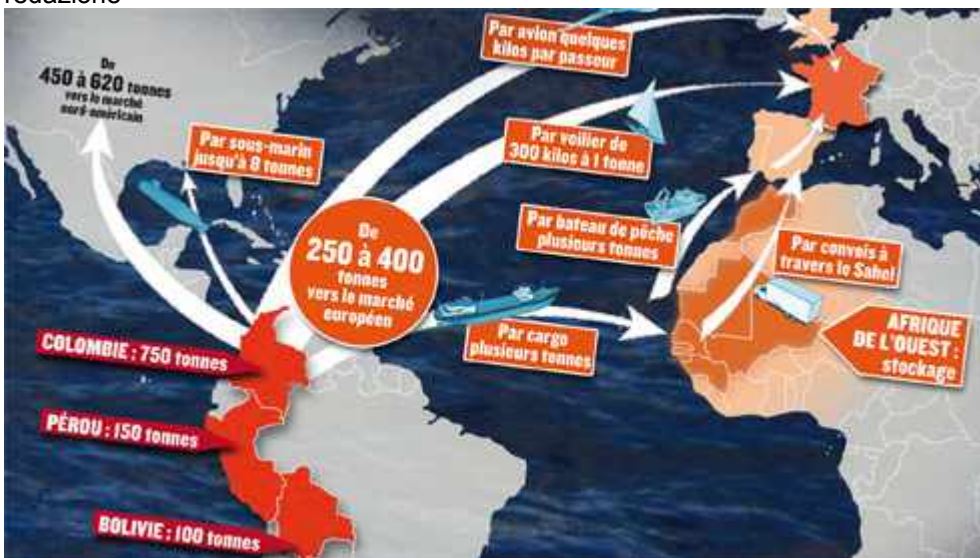 redazione
Par avion quelques
kilos par passeur
De
450 à 620 tonnes
vers le marché
nord-américain
Par sous-marin
jusqu'à 8 tonnes
Par voilier de
300 kilos à 1 tonne
De
250 à 400
tonnes
vers le marché
européen
Par bateau de pêche
plusieurs tonnes
Par convois à
travers le Sahel
Par cargo
plusieurs tonnes
AFRIQUE
DE L'OUEST :
stockage
COLOMBIE : 750 tonnes
PÉROU : 150 tonnes
BOLIVIE : 100 tonnes